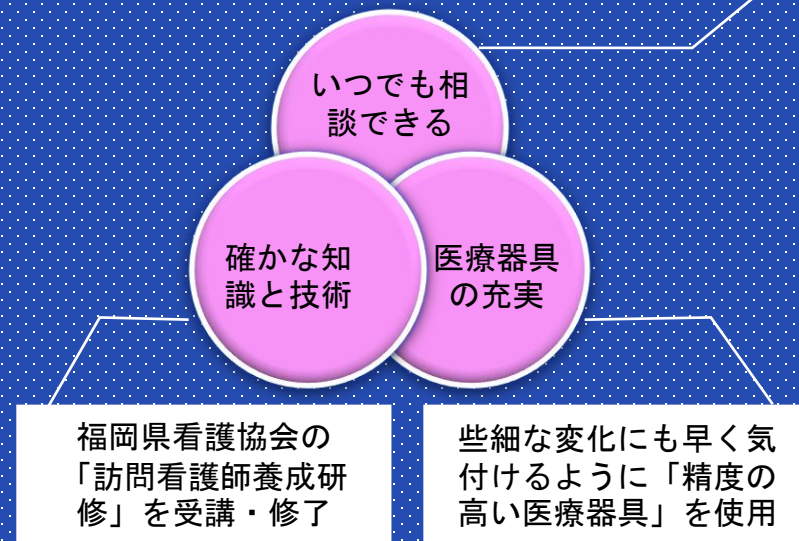 いつでも相
談できる
確かな知
識と技術
医療器具
の充実
福岡県看護協会の
「訪問看護師養成研
修」を受講・修了
些細な変化にも早く気
付けるように「精度の
高い医療器具」を使用